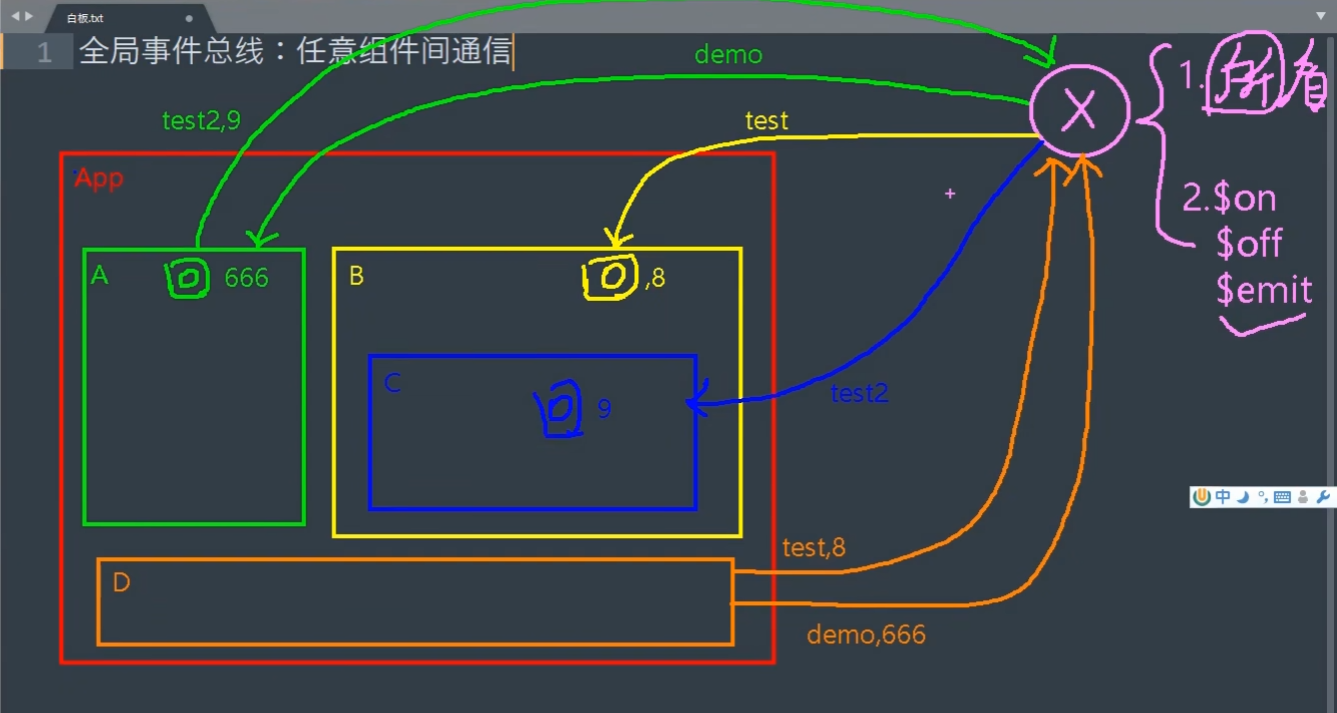 白板.txt
1 全局事件总线：任意组件间通信
demo
1.所有
test2,9
test
X
App
2.$on
$off
$emit
A 666
B ,8
C 9
test2
中
test,8
D
demo,666